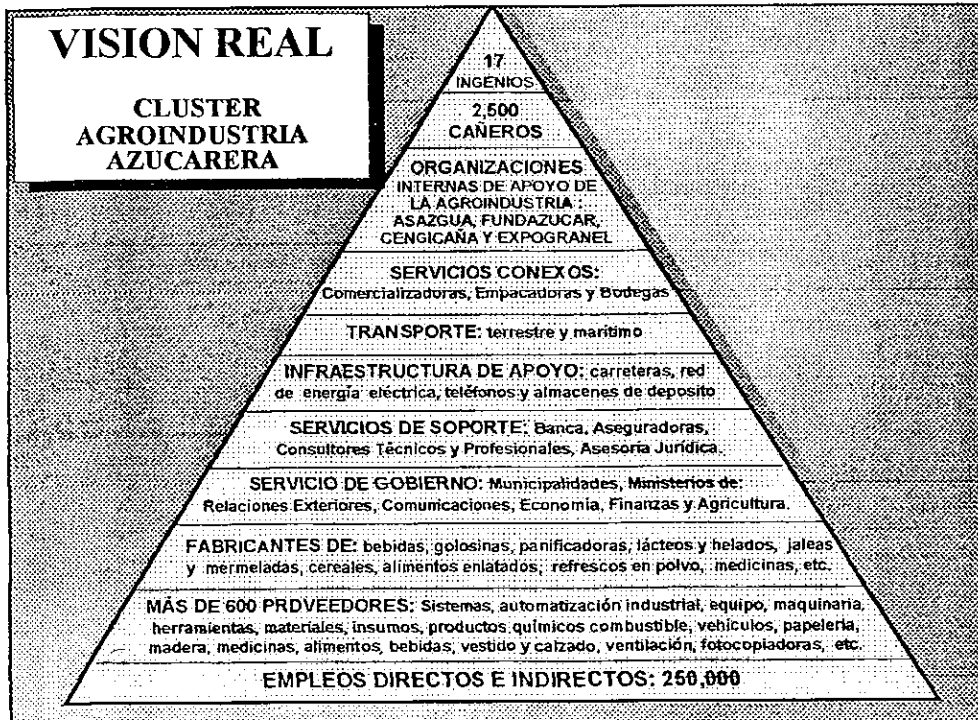 VISION REAL
CLUSTER
AGROINDUSTRIA
AZUCARERA
17
INGENIOS
2,500
CAÑEROS
ORGANIZACIONES
INTERNAS DE APOYO DE
LA AGROINDUSTRIA :
ASAZGUA, FUNDAZUCAR,
CENGICAÑA Y EXPOGRANEL
SERVICIOS CONEXOS:
Comercializadoras, Empacadoras y Bodegas
TRANSPORTE: terrestre y marítimo
INFRAESTRUCTURA DE APOYO: carreteras, red
de energía eléctrica, teléfonos y almacenes de deposito
SERVICIOS DE SOPORTE: Banca, Aseguradoras,
Consultores Técnicos y Profesionales, Asesoría Jurídica.
SERVICIO DE GOBIERNO: Municipalidades, Ministerios de:
Relaciones Exteriores, Comunicaciones, Economía, Finanzas y Agricultura.
FABRICANTES DE: bebidas, golosinas, panificadoras, lácteos y helados, jaleas
y mermeladas, cereales, alimentos enlatados, refrescos en polvo, medicinas, etc.
MÁS DE 600 PROVEEDORES: Sistemas, automatización industrial, equipo, maquinaria,
herramientas, materiales, insumos, productos químicos combustible, vehículos, papelería,
madera, medicinas, alimentos, bebidas, vestido y calzado, ventilación, fotocopiadoras, etc.
EMPLEOS DIRECTOS E INDIRECTOS: 250,000